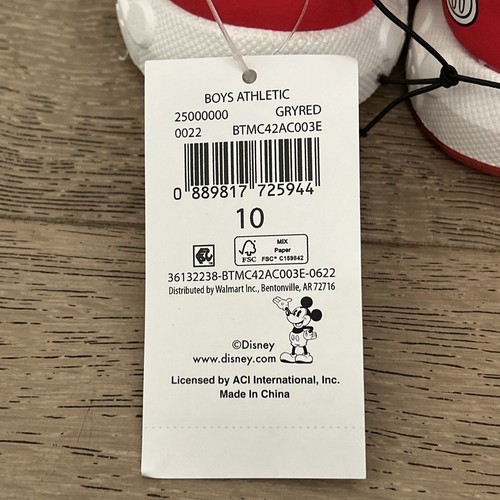 BOYS ATHLETIC
25000000 GRYRED
0022 BTMC42AC003E
0 889817 725944
10
FSC
MIX
Paper
FSC® C159642
36132238-BTMC42AC003E-0622
Distributed by Walmart Inc., Bentonville, AR 72716
©Disney
www.disney.com
Licensed by ACI International, Inc.
Made In China